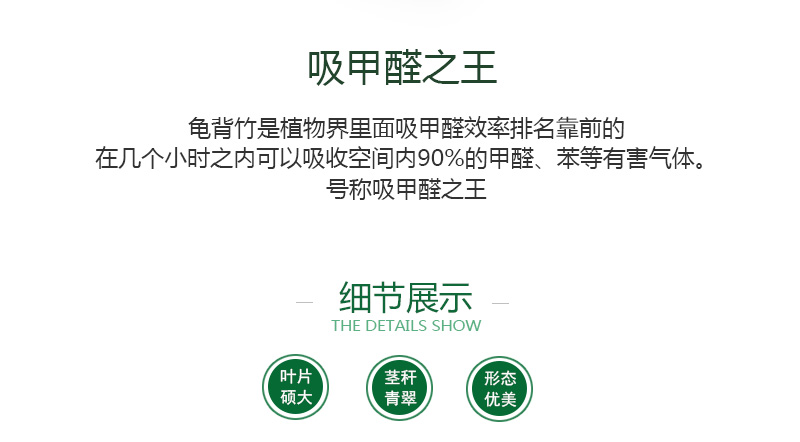 吸甲醛之王
龟背竹是植物界里面吸甲醛效率排名靠前的
在几个小时之内可以吸收空间内90%的甲醛、苯等有害气体。
号称吸甲醛之王
细节展示
THE DETAILS SHOW
叶片
硕大
茎秆
青翠
形态
优美